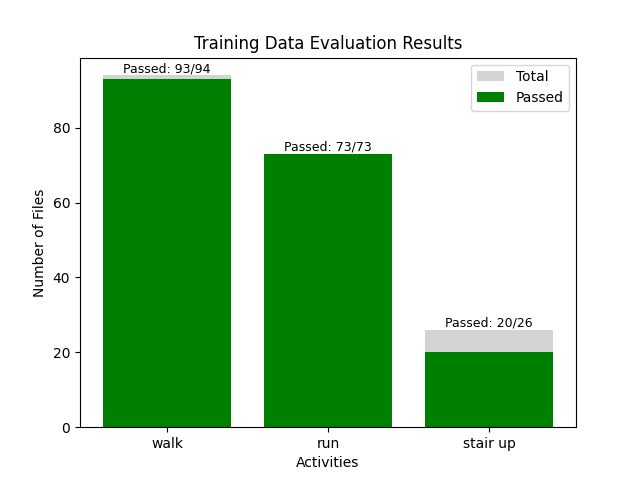 Training Data Evaluation Results
Passed: 93/94
Passed: 73/73
Passed: 20/26
Total
Passed
Number of Files
80
60
40
20
0
walk
run
stair up
Activities